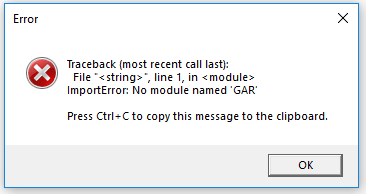 Error
Traceback (most recent call last):
File "<string>", line 1, in <module>
ImportError: No module named 'GAR'
Press Ctrl+C to copy this message to the clipboard.
OK